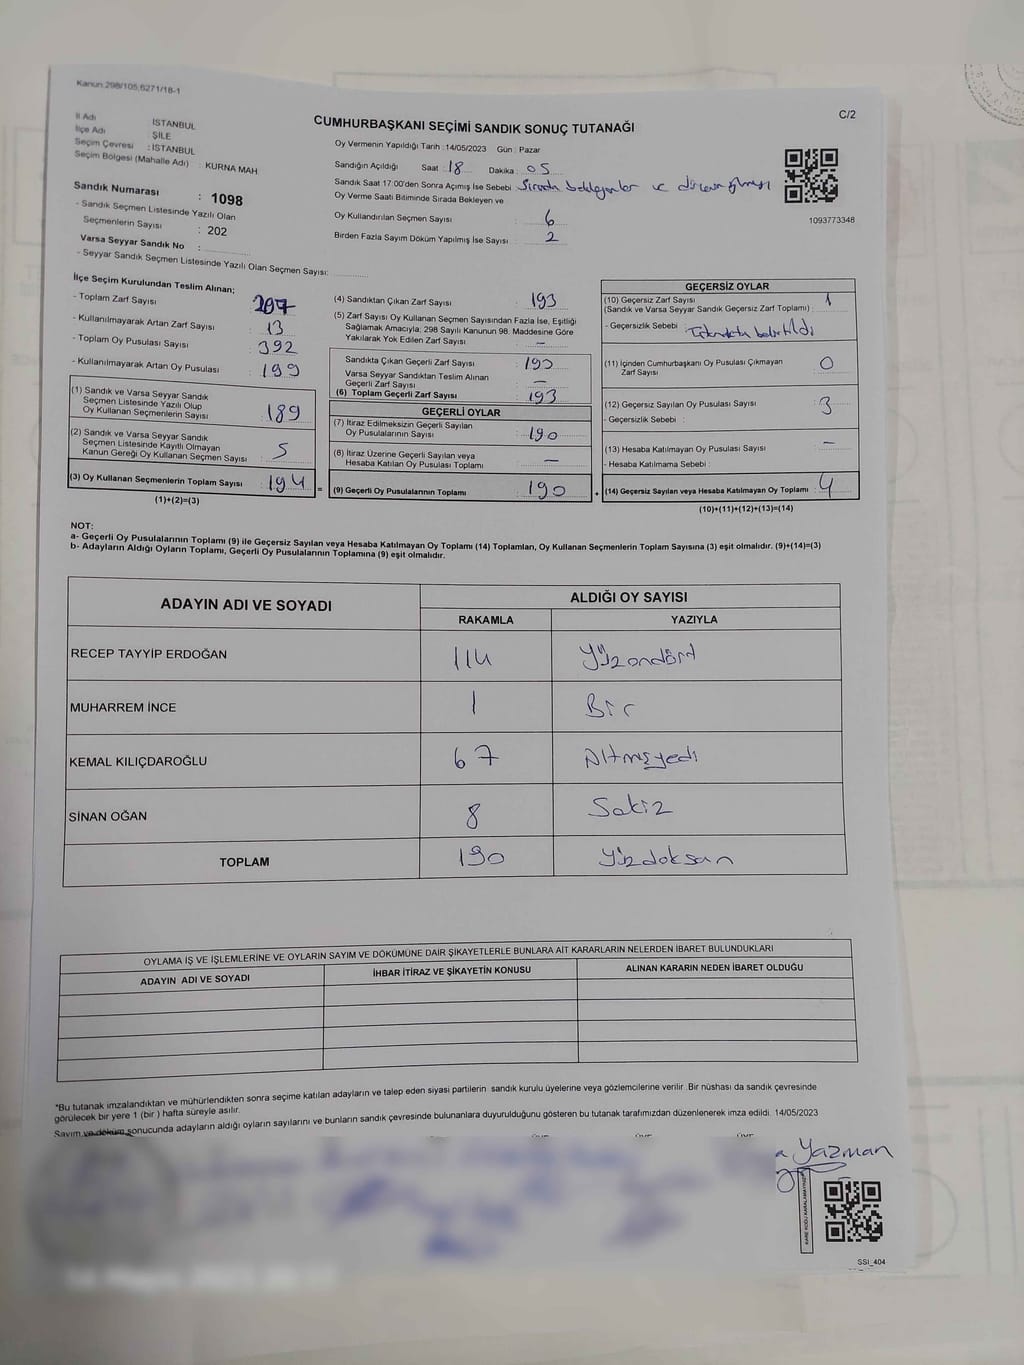 Kanun.298/105,6271/18-1
C/2
CUMHURBAŞKANI SEÇİMİ SANDIK SONUÇ TUTANAĞI
İl Adı İSTANBUL
İlçe Adı ŞİLE
Seçim Çevresi : İSTANBUL
Seçim Bölgesi (Mahalle Adı) : KURNA MAH
Sandık Numarası : 1098
- Sandık Seçmen Listesinde Yazılı Olan
Seçmenlerin Sayısı : 202
Varsa Seyyar Sandık No :
- Seyyar Sandık Seçmen Listesinde Yazılı Olan Seçmen Sayısı:
Oy Vermenin Yapıldığı Tarih : 14/05/2023 Gün : Pazar
Sandığın Açıldığı Saat : 18 Dakika : 05
Sandık Saat 17:00'den Sonra Açımış İse Sebebi : Sırada bekleyenler ve
Oy Verme Saati Bitiminde Sırada Bekleyen ve
Oy Kullandırılan Seçmen Sayısı : 6
Birden Fazla Sayım Döküm Yapılmış İse Sayısı : 2
1093773348
İlçe Seçim Kurulundan Teslim Alınan;
- Toplam Zarf Sayısı : 207
- Kullanılmayarak Artan Zarf Sayısı : 13
- Toplam Oy Pusulası Sayısı : 392
- Kullanılmayarak Artan Oy Pusulası : 199
(1) Sandık ve Varsa Seyyar Sandık
Seçmen Listesinde Yazılı Olup
Oy Kullanan Seçmenlerin Sayısı : 189
(2) Sandık ve Varsa Seyyar Sandık
Seçmen Listesinde Kayıtlı Olmayan
Kanun Gereği Oy Kullanan Seçmen Sayısı : 5
(3) Oy Kullanan Seçmenlerin Toplam Sayısı : 194
(1)+(2)=(3)
(4) Sandıktan Çıkan Zarf Sayısı : 193
(5) Zarf Sayısı Oy Kullanan Seçmen Sayısından Fazla İse, Eşitliği
Sağlamak Amacıyla; 298 Sayılı Kanunun 98. Maddesine Göre
Yakılarak Yok Edilen Zarf Sayısı : –
Sandıkta Çıkan Geçerli Zarf Sayısı : 193
Varsa Seyyar Sandıktan Teslim Alınan
Geçerli Zarf Sayısı : –
(6) Toplam Geçerli Zarf Sayısı : 193
GEÇERLİ OYLAR
(7) İtiraz Edilmeksizin Geçerli Sayılan
Oy Pusulalarının Sayısı : 190
(8) İtiraz Üzerine Geçerli Sayılan veya
Hesaba Katılan Oy Pusulası Toplamı : –
= (9) Geçerli Oy Pusulalarının Toplamı : 190 +
GEÇERSİZ OYLAR
(10) Geçersiz Zarf Sayısı : 1
(Sandık ve Varsa Seyyar Sandık Geçersiz Zarf Toplamı)
- Geçersizlik Sebebi : belirtildi
(11) İçinden Cumhurbaşkanı Oy Pusulası Çıkmayan : 0
Zarf Sayısı
(12) Geçersiz Sayılan Oy Pusulası Sayısı : 3
- Geçersizlik Sebebi :
(13) Hesaba Katılmayan Oy Pusulası Sayısı : –
- Hesaba Katılmama Sebebi :
(14) Geçersiz Sayılan veya Hesaba Katılmayan Oy Toplamı : 4
(10)+(11)+(12)+(13)=(14)
NOT:
a- Geçerli Oy Pusulalarının Toplamı (9) ile Geçersiz Sayılan veya Hesaba Katılmayan Oy Toplamı (14) Toplamları, Oy Kullanan Seçmenlerin Toplam Sayısına (3) eşit olmalıdır. (9)+(14)=(3)
b- Adayların Aldığı Oyların Toplamı, Geçerli Oy Pusulalarının Toplamına (9) eşit olmalıdır.
ADAYIN ADI VE SOYADI ALDIĞI OY SAYISI
RAKAMLA YAZIYLA
RECEP TAYYİP ERDOĞAN 114 Yüzondört
MUHARREM İNCE 1 Bir
KEMAL KILIÇDAROĞLU 67 Altmışyedi
SİNAN OĞAN 8 Sekiz
TOPLAM 190 Yüzdoksan
OYLAMA İŞ VE İŞLEMLERİNE VE OYLARIN SAYIM VE DÖKÜMÜNE DAİR ŞİKAYETLERLE BUNLARA AİT KARARLARIN NELERDEN İBARET BULUNDUKLARI
ADAYIN ADI VE SOYADI İHBAR İTİRAZ VE ŞİKAYETİN KONUSU ALINAN KARARIN NEDEN İBARET OLDUĞU
*Bu tutanak imzalandıktan ve mühürlendikten sonra seçime katılan adayların ve talep eden siyasi partilerin sandık kurulu üyelerine veya gözlemcilerine verilir .Bir nüshası da sandık çevresinde
görülecek bir yere 1 (bir ) hafta süreyle asılır.
Sayım ve döküm sonucunda adayların aldığı oyların sayılarını ve bunların sandık çevresinde bulunanlara duyurulduğunu gösteren bu tutanak tarafımızdan düzenlenerek imza edildi. 14/05/2023
a Yazman
KARE KODU KARALAMAYINIZ
SSİ_404